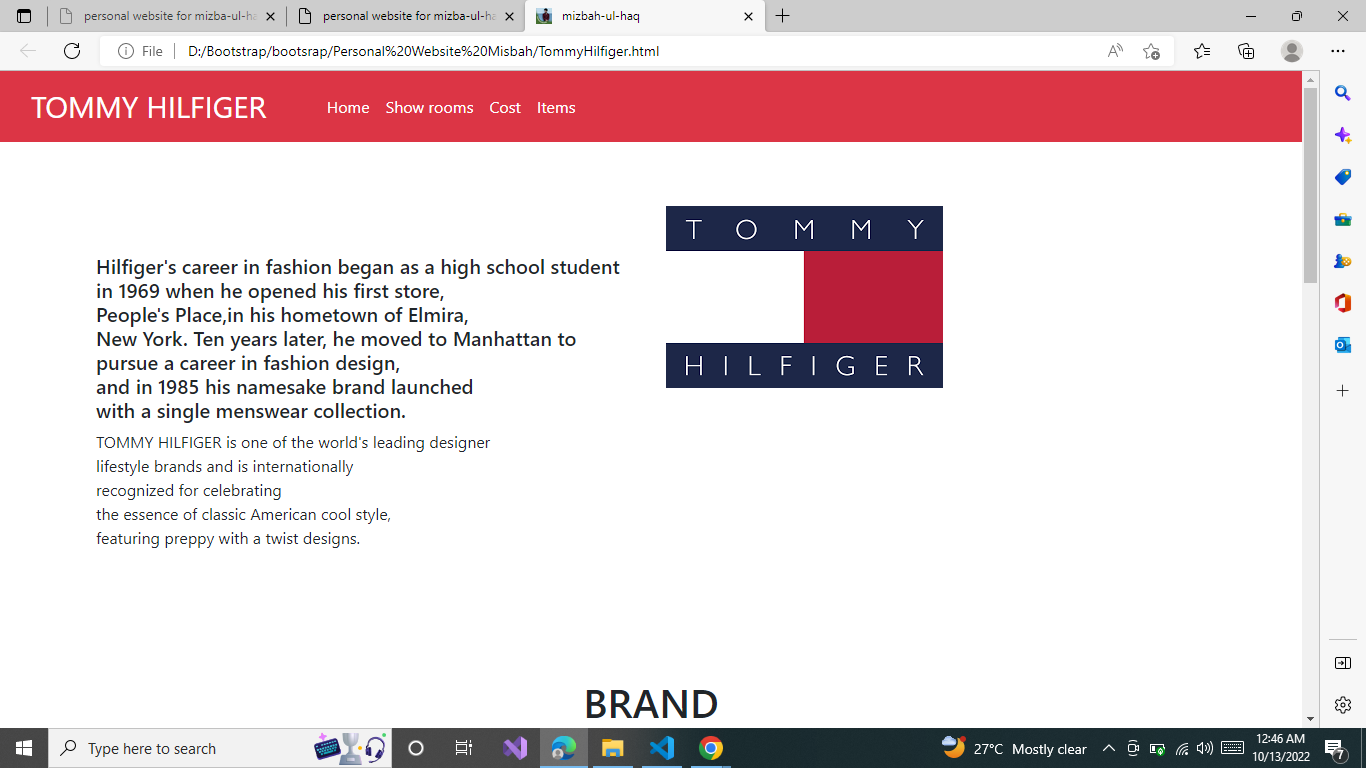 personal website for mizba-ul-ha
personal website for mizba-ul-ha
mizbah-ul-haq
File
D:/Bootstrap/bootsrap/Personal%20Website%20Misbah/TommyHilfiger.html
TOMMY HILFIGER
Home
Show rooms
Cost
Items
TOMMY
HILFIGER
Hilfiger's career in fashion began as a high school student
in 1969 when he opened his first store,
People's Place,in his hometown of Elmira,
New York. Ten years later, he moved to Manhattan to
pursue a career in fashion design,
and in 1985 his namesake brand launched
with a single menswear collection.
TOMMY HILFIGER is one of the world's leading designer
lifestyle brands and is internationally
recognized for celebrating
the essence of classic American cool style,
featuring preppy with a twist designs.
BRAND
Type here to search
27°C Mostly clear
12:46 AM
10/13/2022
7